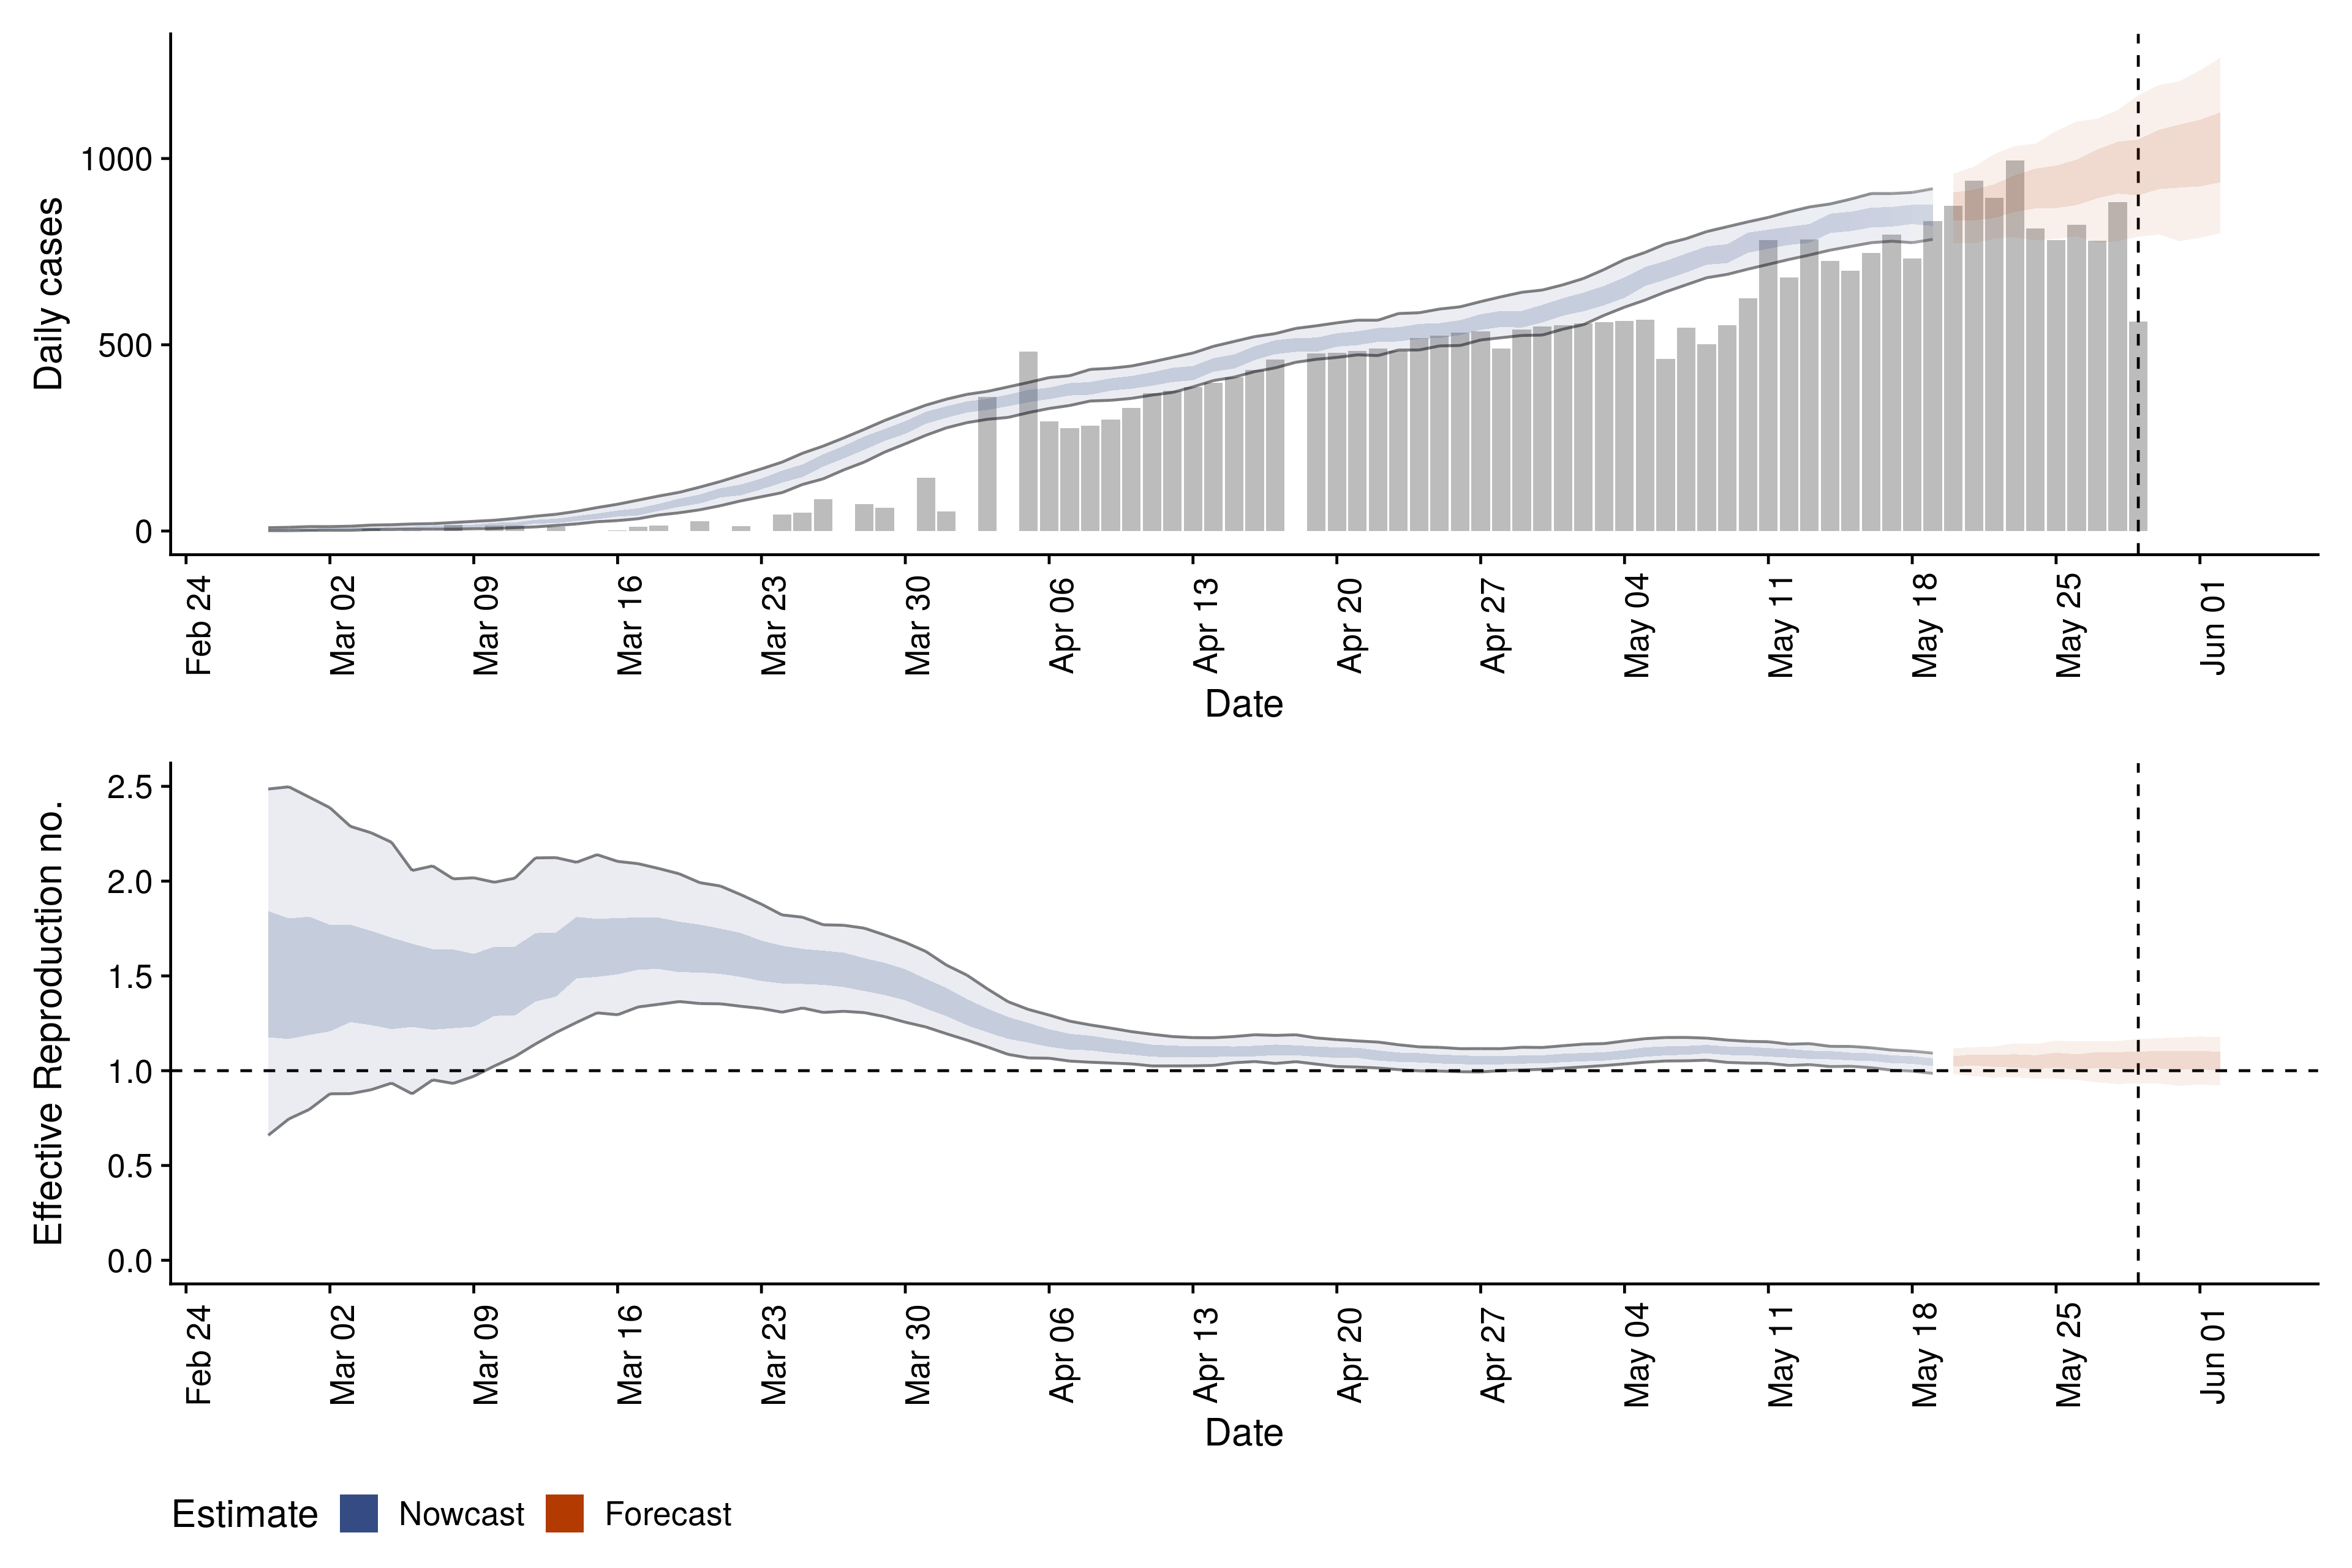 Daily cases
1000
500
0
Feb 24
Mar 02
Mar 09
Mar 16
Mar 23
Mar 30
Apr 06
Apr 13
Apr 20
Apr 27
May 04
May 11
May 18
May 25
Jun 01
Date
Effective Reproduction no.
2.5
2.0
1.5
1.0
0.5
0.0
Feb 24
Mar 02
Mar 09
Mar 16
Mar 23
Mar 30
Apr 06
Apr 13
Apr 20
Apr 27
May 04
May 11
May 18
May 25
Jun 01
Date
Estimate Nowcast Forecast